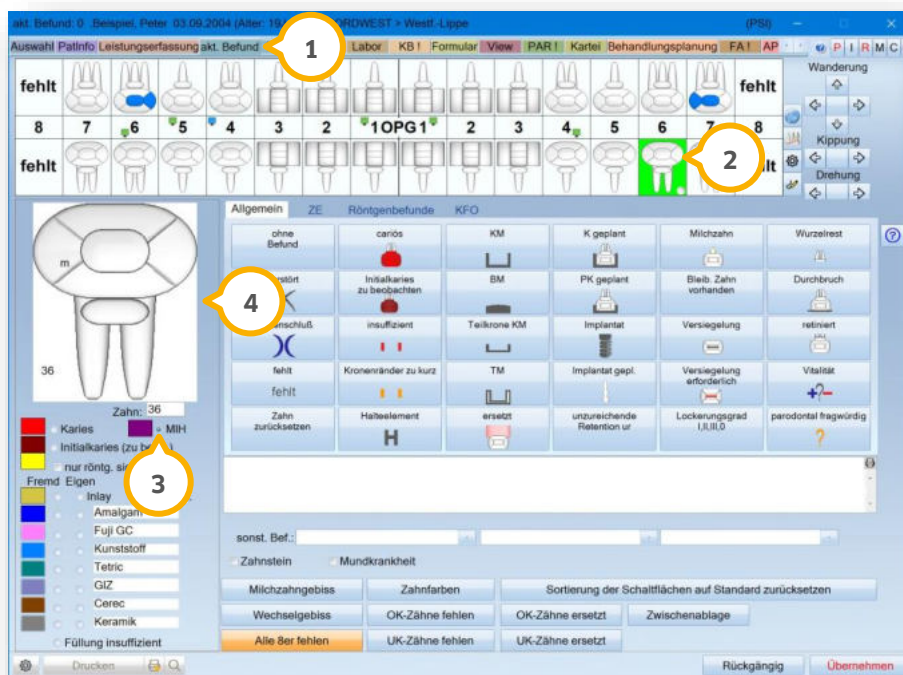 akt. Befund: 0 ,Beispiel, Peter 03.09.2004 (Alter: 19 ORDWEST > Westf.-Lippe (PSI)
Auswahl PatInfo Leistungserfassung akt. Befund 1 Labor KB! Formular View PAR! Kartei Behandlungsplanung FA! AP P I R M C
fehlt fehlt Wanderung
8 7 6 5 4 3 2 1 OPG 1 2 3 4 5 6 7 8
Kippung
fehlt 2 Drehung
Allgemein ZE Röntgenbefunde KFO
ohne Befund cariös KM K geplant Milchzahn Wurzelrest
m
4 Initialkaries zu beobachten BM PK geplant Bleib. Zahn vorhanden Durchbruch
insuffizient Teilkrone KM Implantat Versiegelung retiniert
36 fehlt Kronenränder zu kurz TM Implantat gepl. Versiegelung erforderlich Vitalität
fehlt
Zahn: 36
Zahn zurücksetzen Halteelement ersetzt unzureichende Retention ur Lockerungsgrad I,II,III,0 parodontal fragwürdig
H ?
Karies MIH
Initialkaries
nur röntg.
3
Fremd Eigen
Inlay
Amalgam
Fuji GC
Kunststoff
Tetric
GIZ
Cerec
Keramik
Füllung insuffizient
sonst. Bef.:
Zahnstein Mundkrankheit
Milchzahngebiss Zahnfarben Sortierung der Schaltflächen auf Standard zurücksetzen
Wechselgebiss OK-Zähne fehlen OK-Zähne ersetzt Zwischenablage
Alle 8er fehlen UK-Zähne fehlen UK-Zähne ersetzt
Drucken Rückgängig Übernehmen